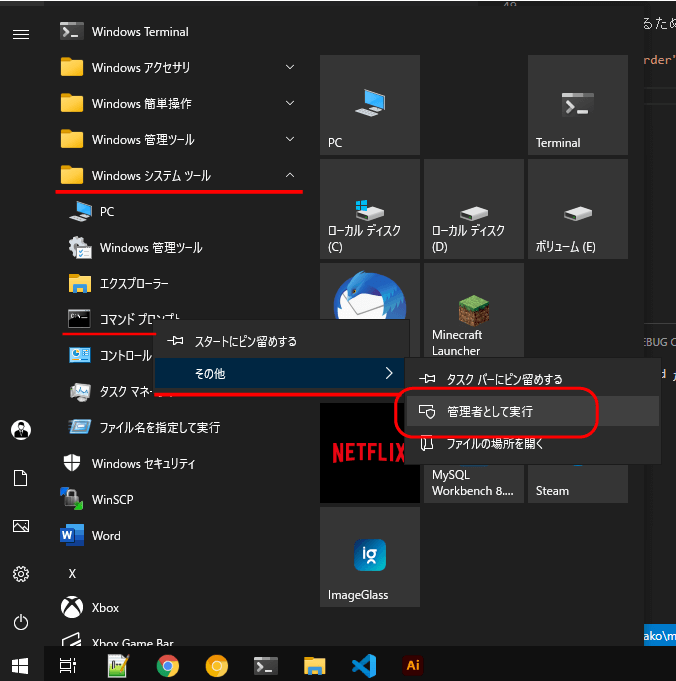 Windows Terminal
Windows アクセサリ
Windows 簡単操作
Windows 管理ツール
Windows システム ツール
PC
Windows 管理ツール
エクスプローラー
コマンド プロンプト
コントロール
タスク マネー
ファイル名を指定して実行
Windows セキュリティ
WinSCP
Word
X
Xbox
Xbox Game Bar
スタートにピン留めする
その他
タスク バーにピン留めする
管理者として実行
ファイルの場所を開く
PC
Terminal
ローカル ディスク
(C)
ローカル ディスク
(D)
ボリューム (E)
Minecraft
Launcher
NETFLIX
MySQL
Workbench 8....
Steam
ig
ImageGlass
るため
rder'
EBUG C
ako\m
Ai